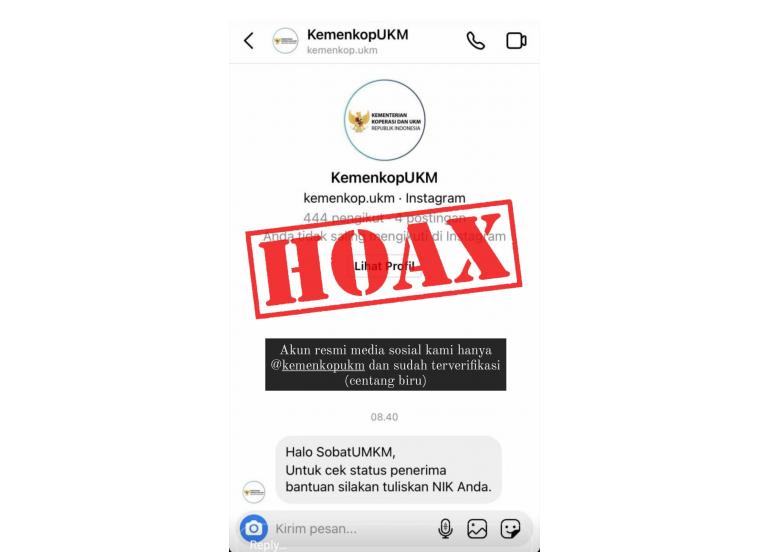 KemenkopUKM
kemenkop.ukm
KEMENTERIAN
KOPERASI DAN UKM
REPUBLIK INDONESIA
KemenkopUKM
kemenkop.ukm · Instagram
444 pengikut · 4 postingan
Anda tidak saling mengikuti di Instagram
Lihat Profil
HOAX
Akun resmi media sosial kami hanya
@kemenkopukm dan sudah terverifikasi
(centang biru)
08.40
Halo SobatUMKM,
Untuk cek status penerima
bantuan silakan tuliskan NIK Anda.
Kirim pesan...
Reply...